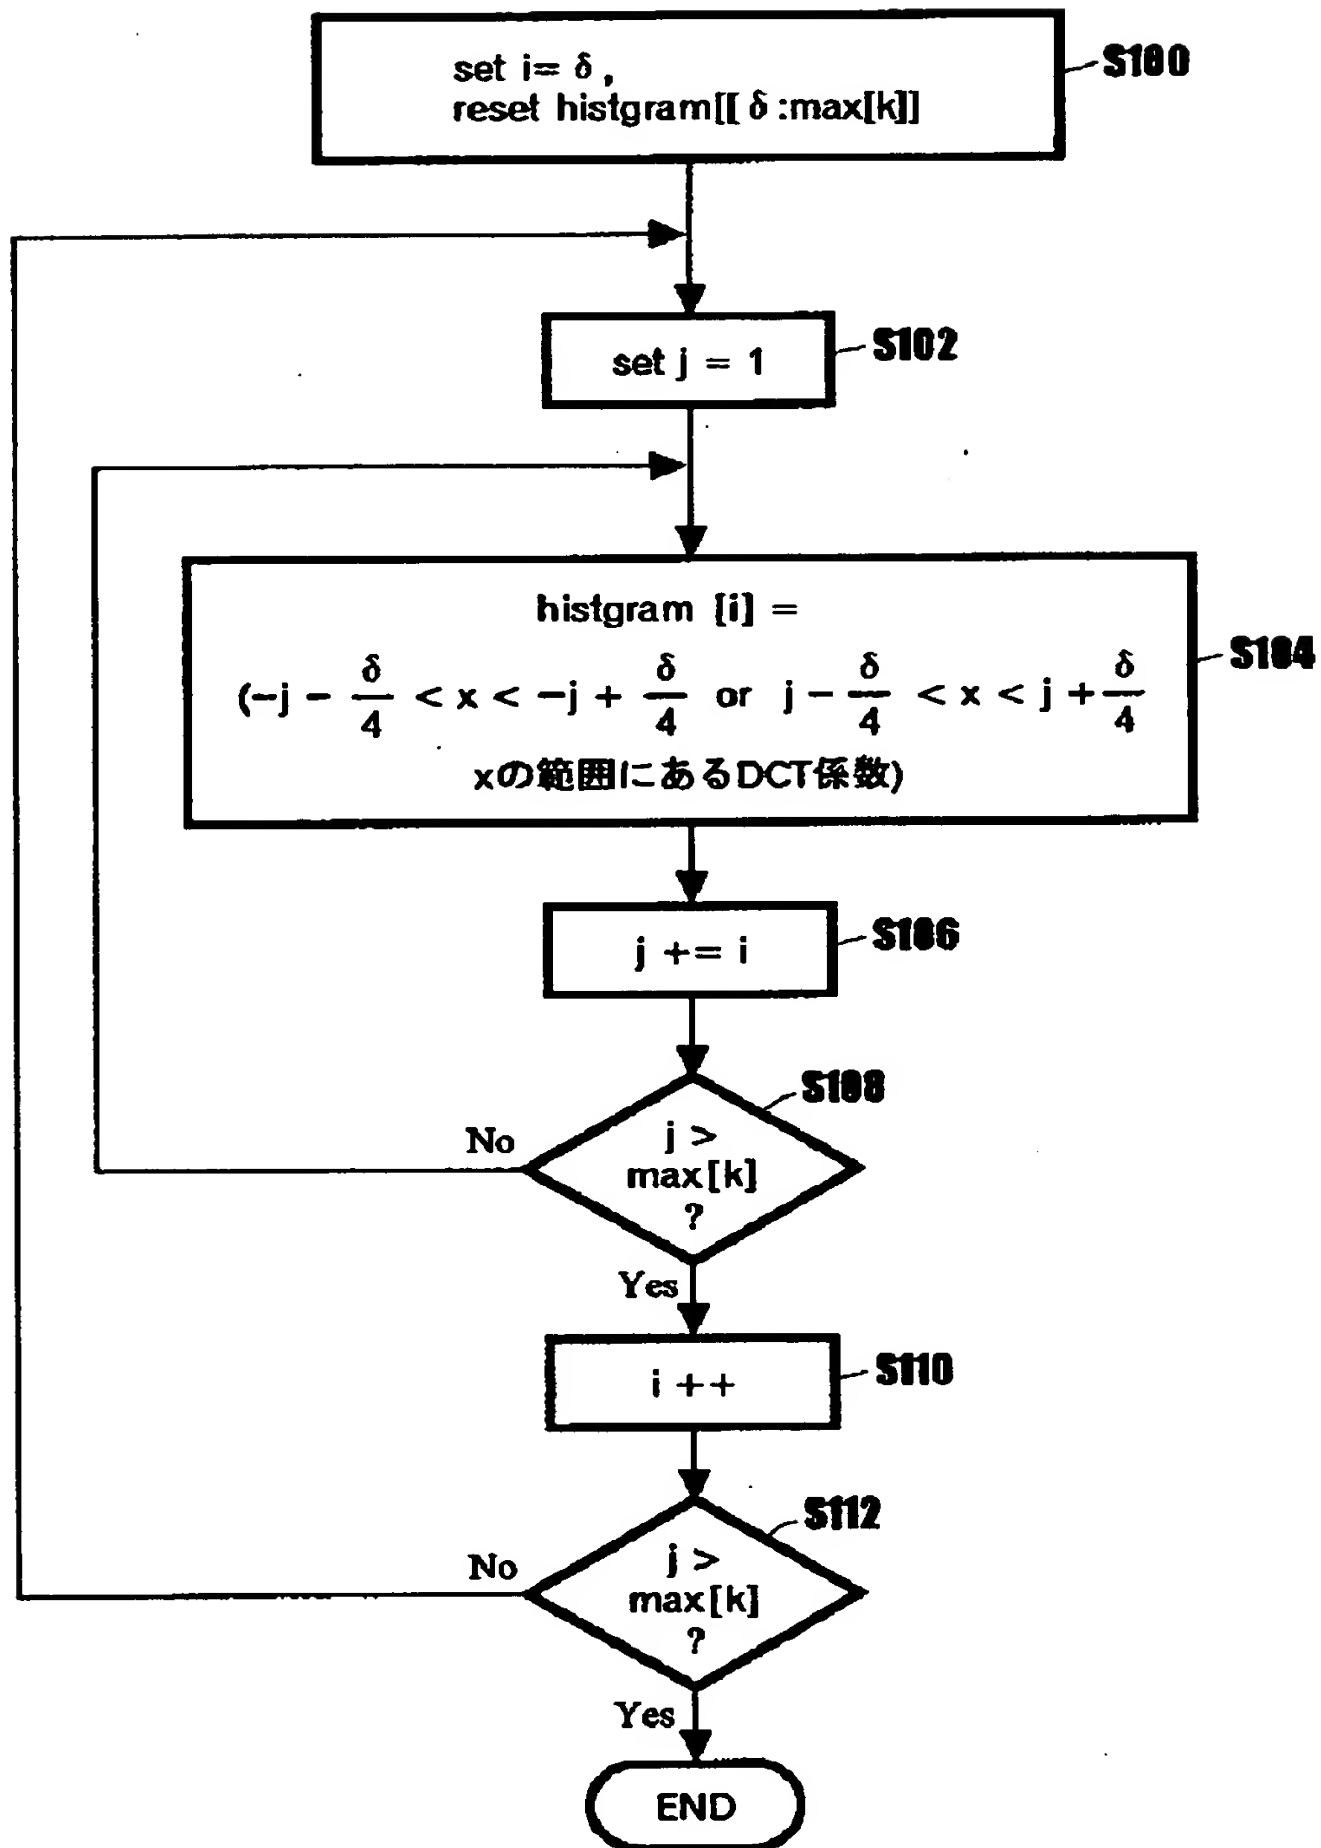 set i= δ ,
reset histgram[[ δ :max[k]]
S100
set j = 1
S102
histgram [i] =
(-j - δ/4 < x < -j + δ/4 or j - δ/4 < x < j + δ/4
xの範囲にあるDCT係数)
S104
j += i
S106
j >
max[k]
?
S108
No
Yes
i ++
S110
j >
max[k]
?
S112
No
Yes
END